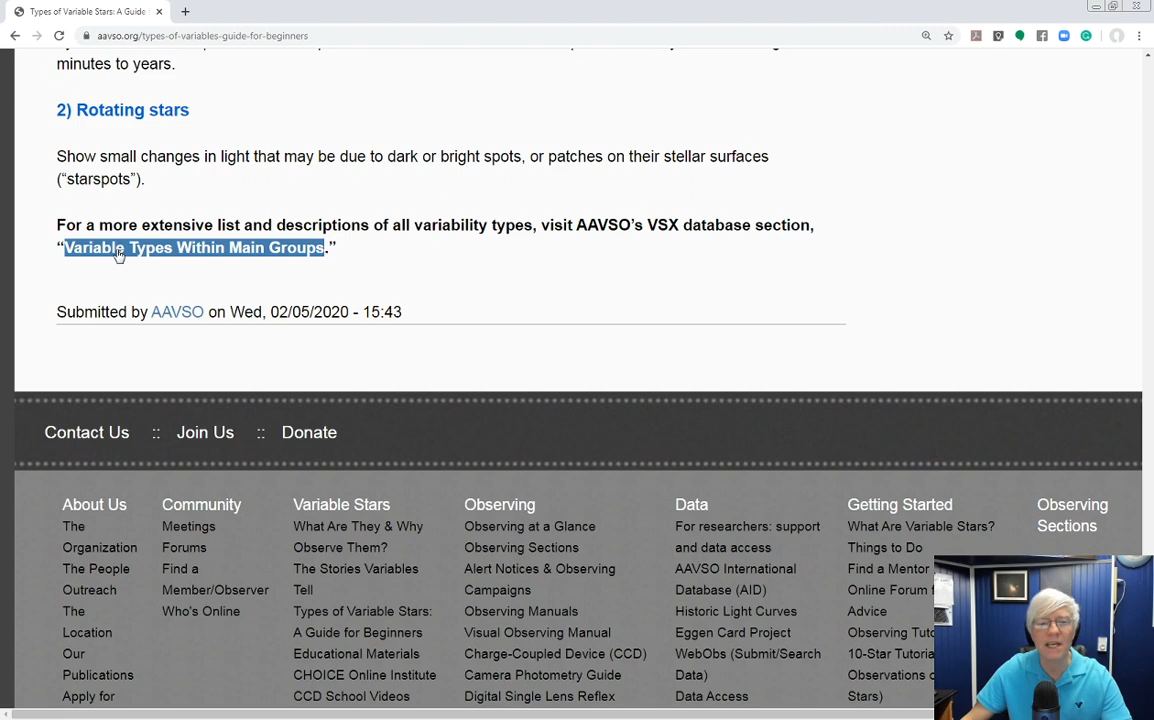 Types of Variable Stars: A Guide
aavso.org/types-of-variables-guide-for-beginners
minutes to years.
2) Rotating stars
Show small changes in light that may be due to dark or bright spots, or patches on their stellar surfaces
(“starspots”).
For a more extensive list and descriptions of all variability types, visit AAVSO’s VSX database section,
“Variable Types Within Main Groups.”
Submitted by AAVSO on Wed, 02/05/2020 - 15:43
Contact Us :: Join Us :: Donate
About Us
The
Organization
The People
Outreach
The
Location
Our
Publications
Apply for
Community
Meetings
Forums
Find a
Member/Observer
Who's Online
Variable Stars
What Are They & Why
Observe Them?
The Stories Variables
Tell
Types of Variable Stars:
A Guide for Beginners
Educational Materials
CHOICE Online Institute
CCD School Videos
Observing
Observing at a Glance
Observing Sections
Alert Notices & Observing
Campaigns
Observing Manuals
Visual Observing Manual
Charge-Coupled Device (CCD)
Camera Photometry Guide
Digital Single Lens Reflex
Data
For researchers: support
and data access
AAVSO International
Database (AID)
Historic Light Curves
Eggen Card Project
WebObs (Submit/Search
Data)
Data Access
Getting Started
What Are Variable Stars?
Things to Do
Find a Mentor
Online Forum
Advice
Observing
10-Star
Observations
Stars)
Observing
Sections